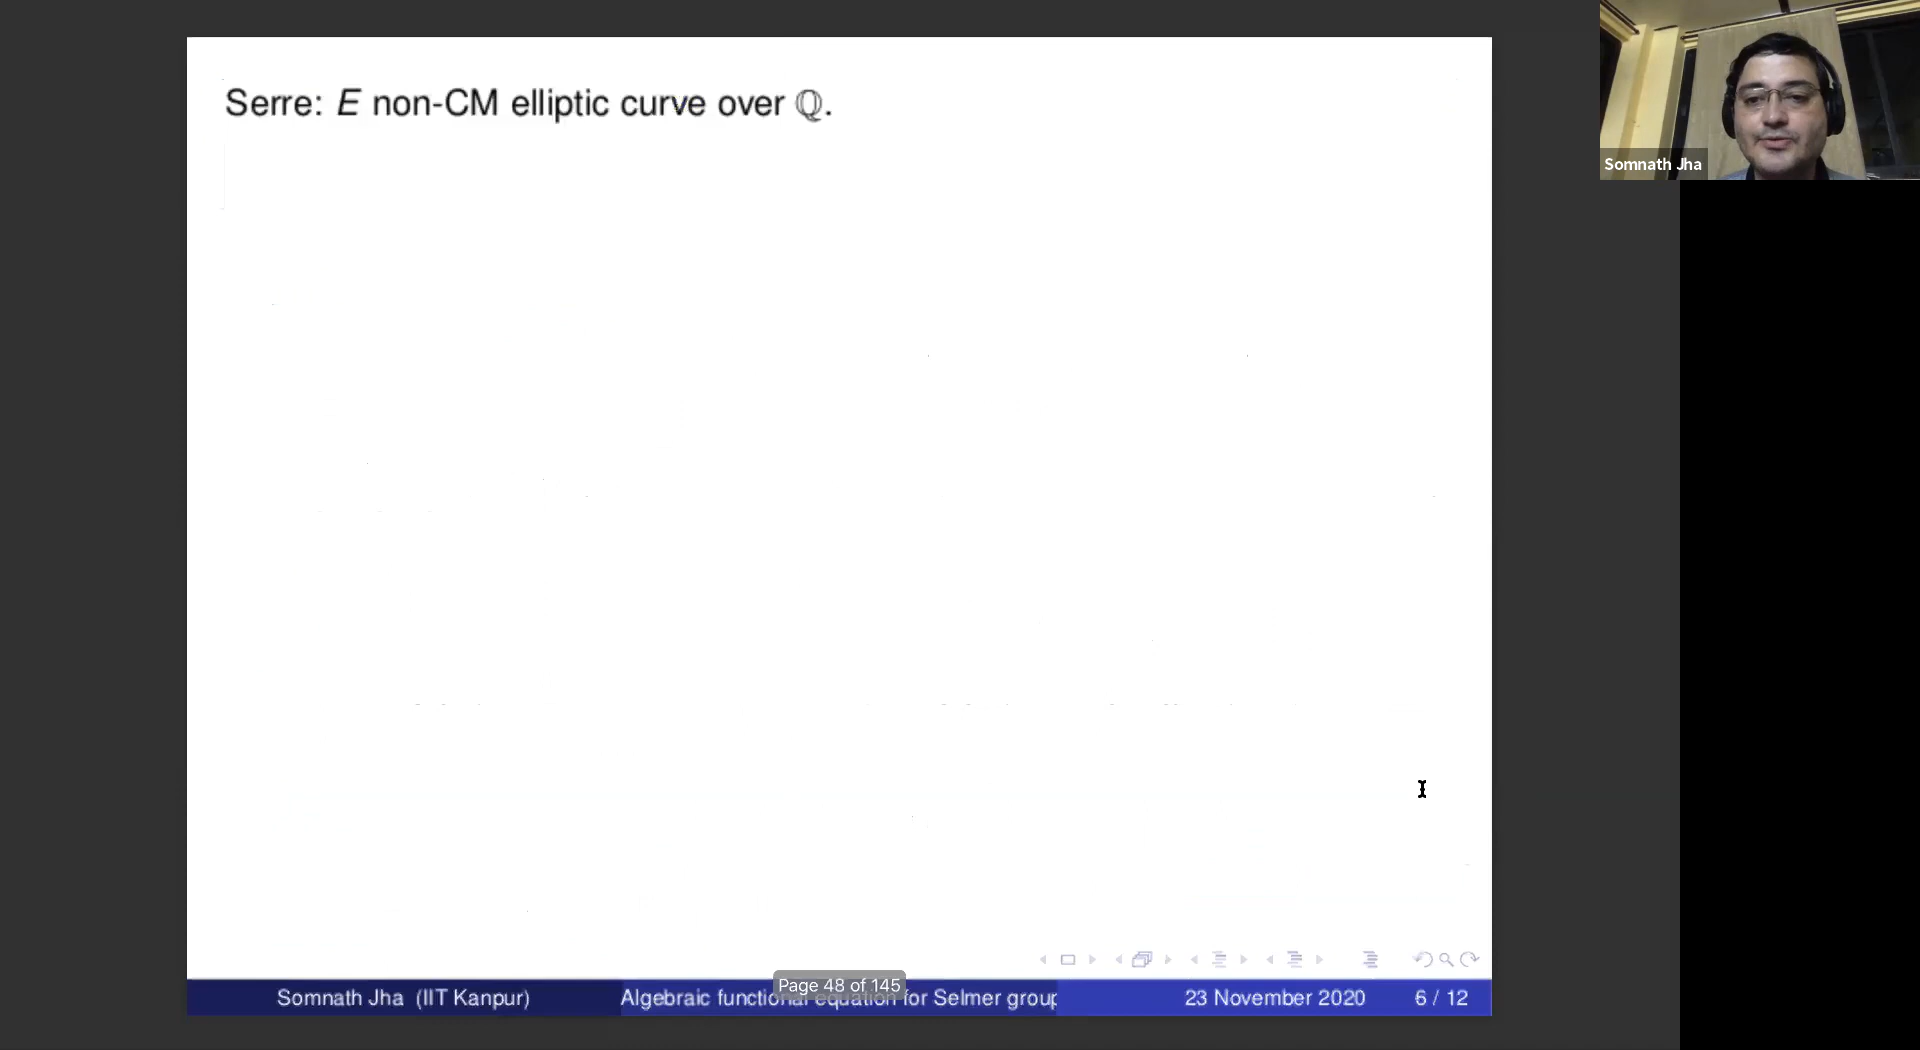 Serre: E non-CM elliptic curve over ℚ.
Somnath Jha
Page 48 of 145
Somnath Jha (IIT Kanpur)
Algebraic functional equation for Selmer group
23 November 2020
6 / 12